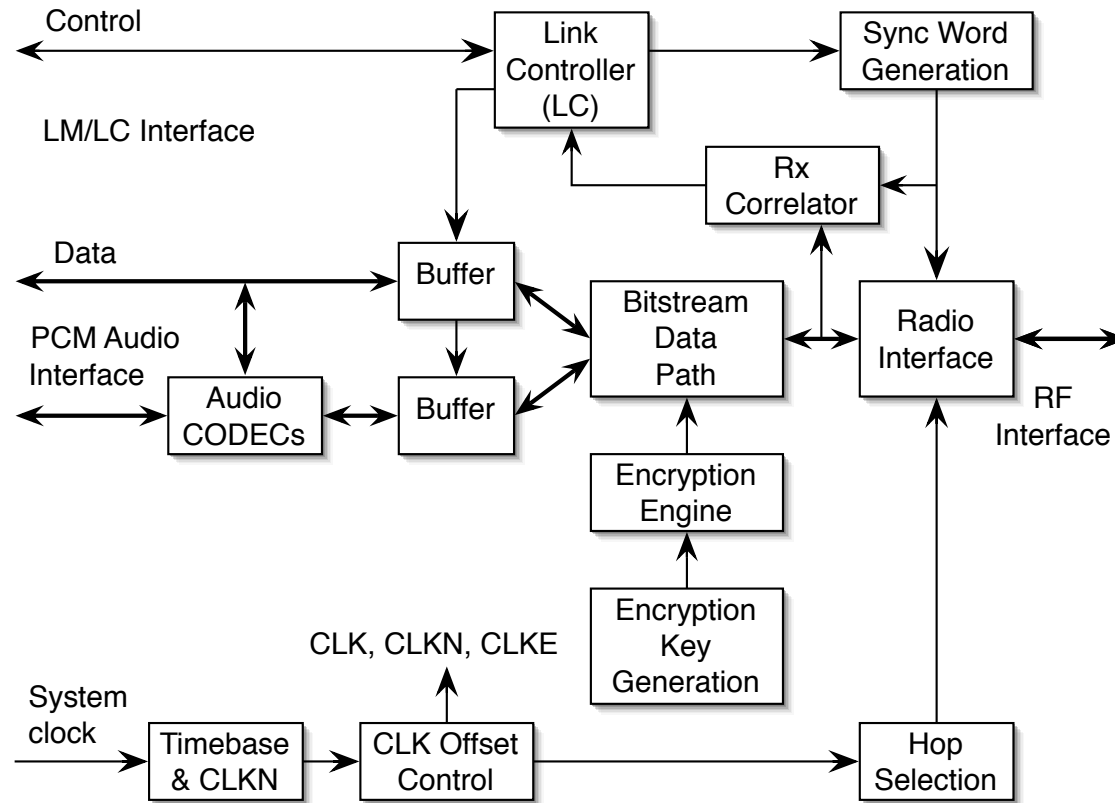 Control
Link
Controller
(LC)
Sync Word
Generation
LM/LC Interface
Rx
Correlator
Data
Buffer
Bitstream
Data
Path
Radio
Interface
PCM Audio
Interface
Audio
CODECs
Buffer
RF
Interface
Encryption
Engine
Encryption
Key
Generation
CLK, CLKN, CLKE
System
clock
Timebase
& CLKN
CLK Offset
Control
Hop
Selection